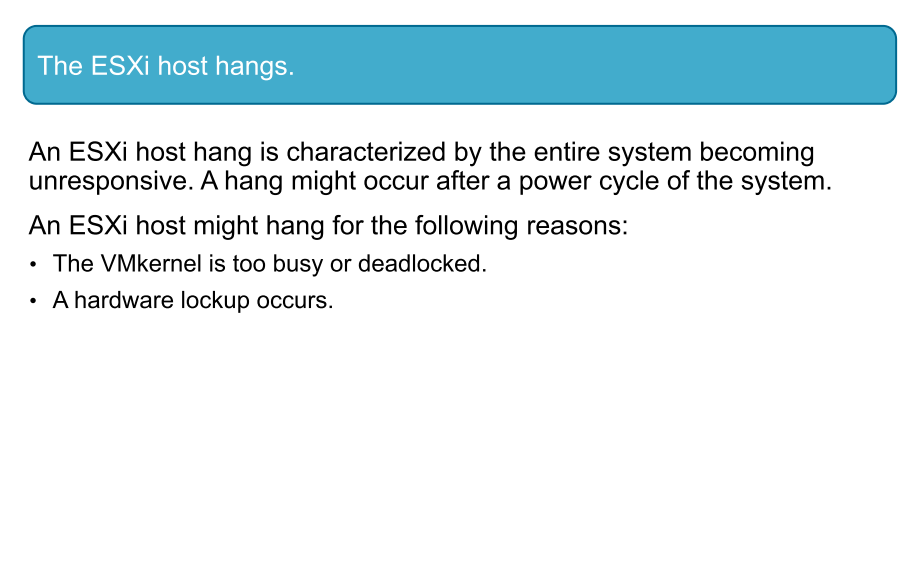 The ESXi host hangs.
An ESXi host hang is characterized by the entire system becoming
unresponsive. A hang might occur after a power cycle of the system.
An ESXi host might hang for the following reasons:
• The VMkernel is too busy or deadlocked.
• A hardware lockup occurs.